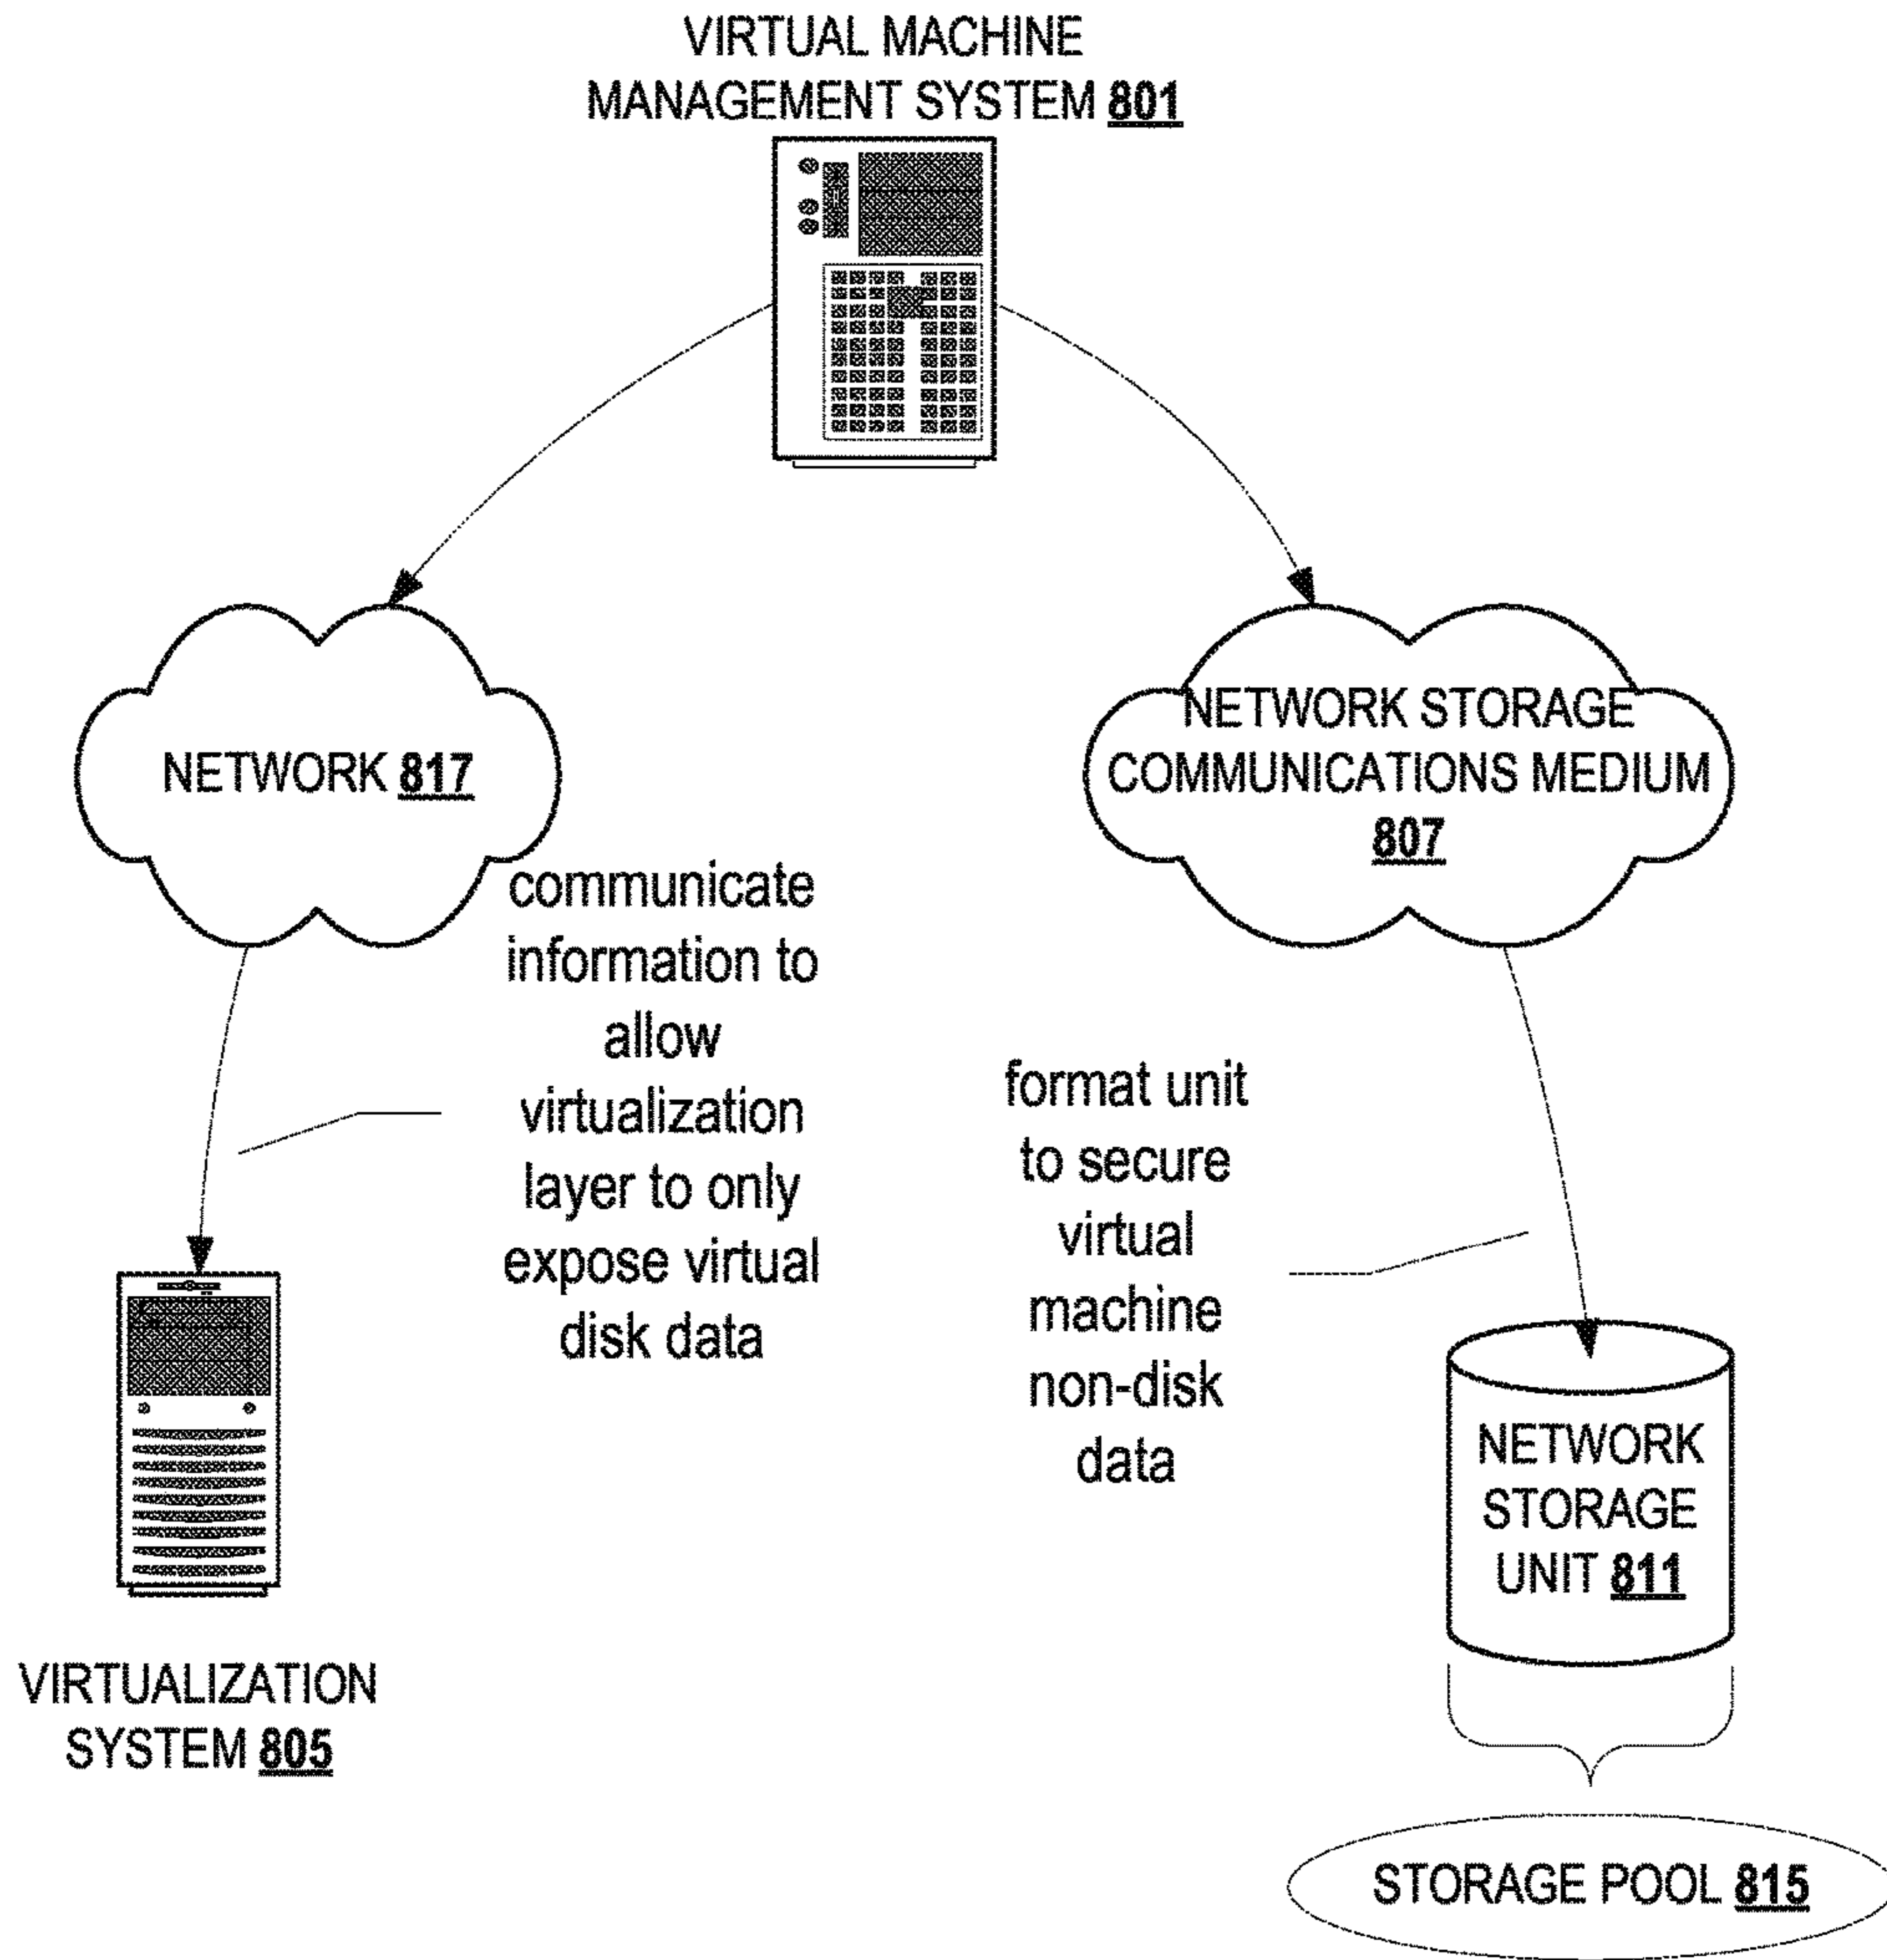 VIRTUAL MACHINE
MANAGEMENT SYSTEM 801
NETWORK 817
NETWORK STORAGE
COMMUNICATIONS MEDIUM
807
communicate
information to
allow
virtualization
layer to only
expose virtual
disk data
format unit
to secure
virtual
machine
non-disk
data
NETWORK
STORAGE
UNIT 811
VIRTUALIZATION
SYSTEM 805
STORAGE POOL 815